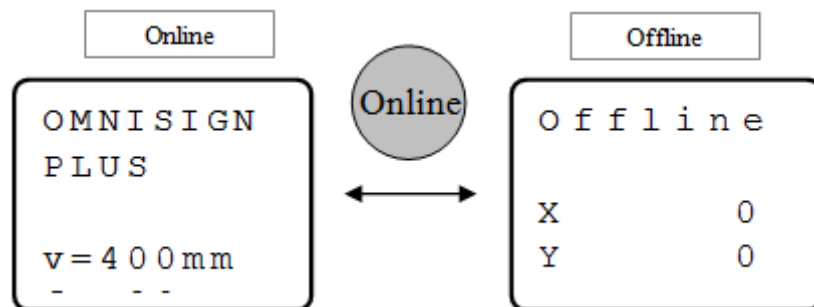 Online
Offline
OMNISIGN
PLUS
v=400mm
Online
Offline
X 0
Y 0